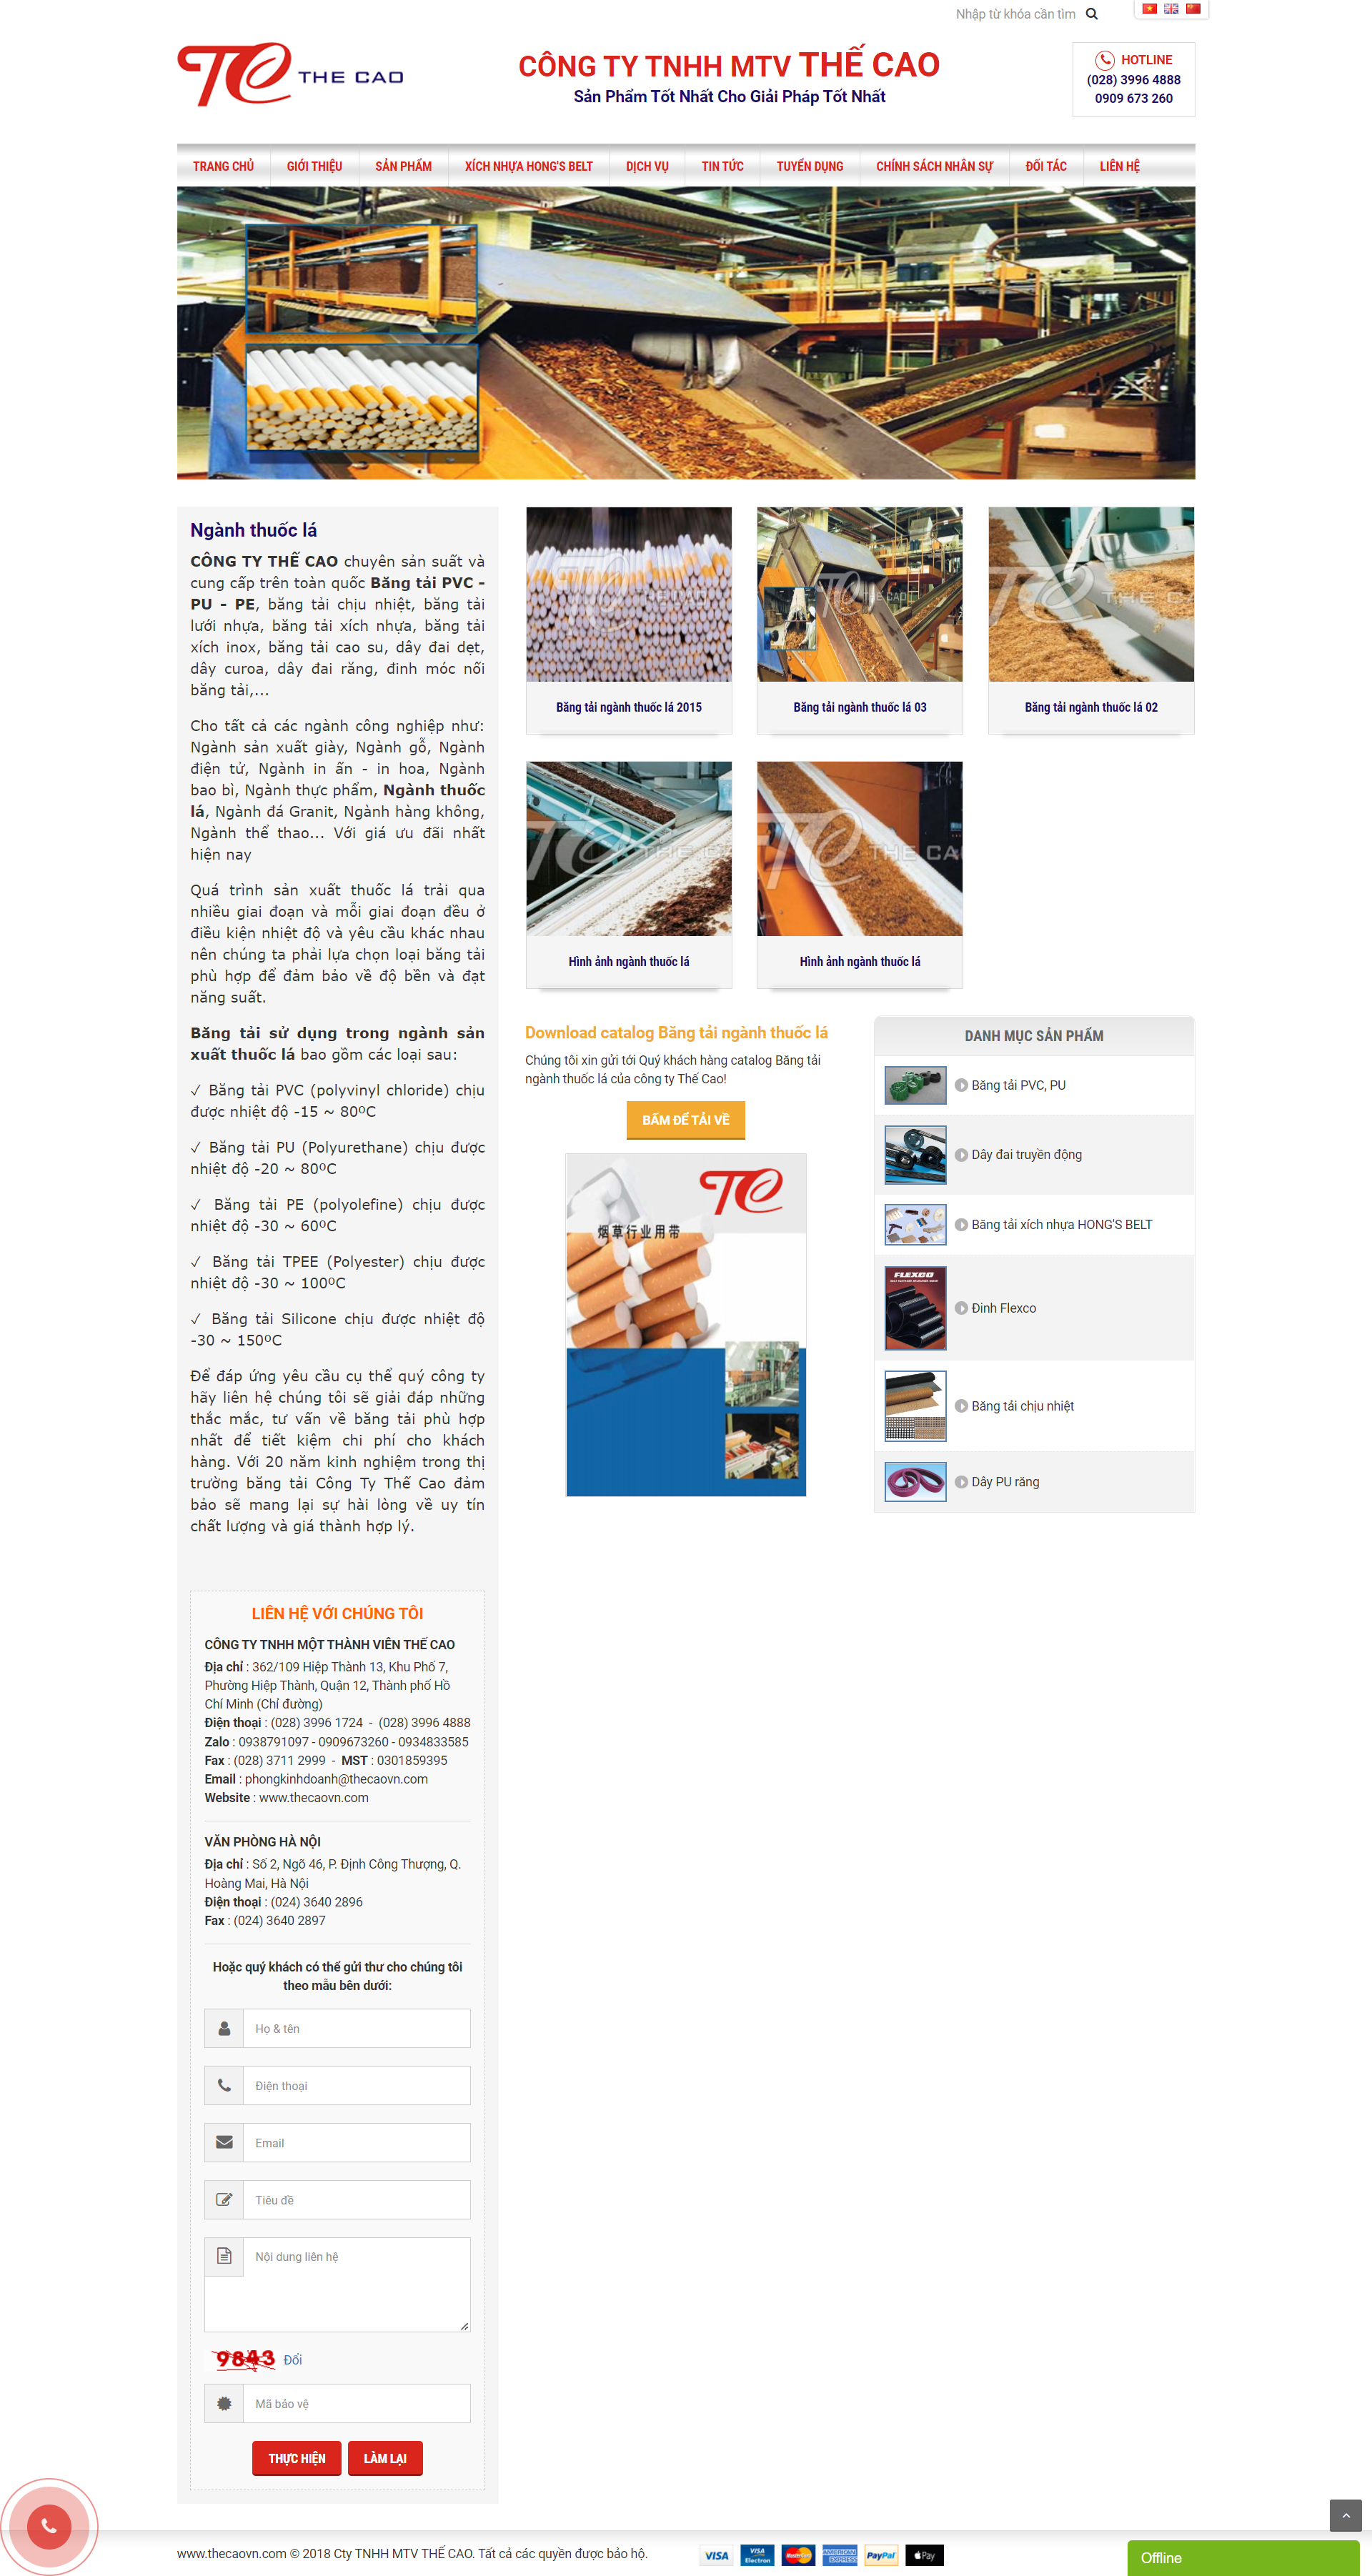 Nhập từ khóa cần tìm
THE CAO
CÔNG TY TNHH MTV THẾ CAO
Sản Phẩm Tốt Nhất Cho Giải Pháp Tốt Nhất
HOTLINE
(028) 3996 4888
0909 673 260
TRANG CHỦ GIỚI THIỆU SẢN PHẨM XÍCH NHỰA HONG'S BELT DỊCH VỤ TIN TỨC TUYỂN DỤNG CHÍNH SÁCH NHÂN SỰ ĐỐI TÁC LIÊN HỆ
Ngành thuốc lá
CÔNG TY THẾ CAO chuyên sản suất và
cung cấp trên toàn quốc Băng tải PVC -
PU - PE, băng tải chịu nhiệt, băng tải
lưới nhựa, băng tải xích nhựa, băng tải
xích inox, băng tải cao su, dây đai dẹt,
dây curoa, dây đai răng, đinh móc nối
băng tải,...
Cho tất cả các ngành công nghiệp như:
Ngành sản xuất giày, Ngành gỗ, Ngành
điện tử, Ngành in ấn - in hoa, Ngành
bao bì, Ngành thực phẩm, Ngành thuốc
lá, Ngành đá Granit, Ngành hàng không,
Ngành thể thao... Với giá ưu đãi nhất
hiện nay
Quá trình sản xuất thuốc lá trải qua
nhiều giai đoạn và mỗi giai đoạn đều ở
điều kiện nhiệt độ và yêu cầu khác nhau
nên chúng ta phải lựa chọn loại băng tải
phù hợp để đảm bảo về độ bền và đạt
năng suất.
Băng tải sử dụng trong ngành sản
xuất thuốc lá bao gồm các loại sau:
✓ Băng tải PVC (polyvinyl chloride) chịu
được nhiệt độ -15 ~ 80ºC
✓ Băng tải PU (Polyurethane) chịu được
nhiệt độ -20 ~ 80ºC
✓ Băng tải PE (polyolefine) chịu được
nhiệt độ -30 ~ 60ºC
✓ Băng tải TPEE (Polyester) chịu được
nhiệt độ -30 ~ 100ºC
✓ Băng tải Silicone chịu được nhiệt độ
-30 ~ 150ºC
Để đáp ứng yêu cầu cụ thể quý công ty
hãy liên hệ chúng tôi sẽ giải đáp những
thắc mắc, tư vấn về băng tải phù hợp
nhất để tiết kiệm chi phí cho khách
hàng. Với 20 năm kinh nghiệm trong thị
trường băng tải Công Ty Thế Cao đảm
bảo sẽ mang lại sự hài lòng về uy tín
chất lượng và giá thành hợp lý.
LIÊN HỆ VỚI CHÚNG TÔI
CÔNG TY TNHH MỘT THÀNH VIÊN THẾ CAO
Địa chỉ : 362/109 Hiệp Thành 13, Khu Phố 7,
Phường Hiệp Thành, Quận 12, Thành phố Hồ
Chí Minh (Chỉ đường)
Điện thoại : (028) 3996 1724 - (028) 3996 4888
Zalo : 0938791097 - 0909673260 - 0934833585
Fax : (028) 3711 2999 - MST : 0301859395
Email : phongkinhdoanh@thecaovn.com
Website : www.thecaovn.com
VĂN PHÒNG HÀ NỘI
Địa chỉ : Số 2, Ngõ 46, P. Định Công Thượng, Q.
Hoàng Mai, Hà Nội
Điện thoại : (024) 3640 2896
Fax : (024) 3640 2897
Hoặc quý khách có thể gửi thư cho chúng tôi
theo mẫu bên dưới:
Họ & tên
Điện thoại
Email
Tiêu đề
Nội dung liên hệ
9843 Đổi
Mã bảo vệ
THỰC HIỆN LÀM LẠI
THE CAO
THE CAO
THE CA
Băng tải ngành thuốc lá 2015
Băng tải ngành thuốc lá 03
Băng tải ngành thuốc lá 02
THE C
THE CAO
Hình ảnh ngành thuốc lá
Hình ảnh ngành thuốc lá
Download catalog Băng tải ngành thuốc lá
Chúng tôi xin gửi tới Quý khách hàng catalog Băng tải
ngành thuốc lá của công ty Thế Cao!
BẤM ĐỂ TẢI VỀ
烟草行业用带
DANH MỤC SẢN PHẨM
Băng tải PVC, PU
Dây đai truyền động
Băng tải xích nhựa HONG'S BELT
FLEXCO
Đinh Flexco
Băng tải chịu nhiệt
Dây PU răng
www.thecaovn.com © 2018 Cty TNHH MTV THẾ CAO. Tất cả các quyền được bảo hộ.
VISA VISA Electron MasterCard AMERICAN EXPRESS PayPal Pay
Offline